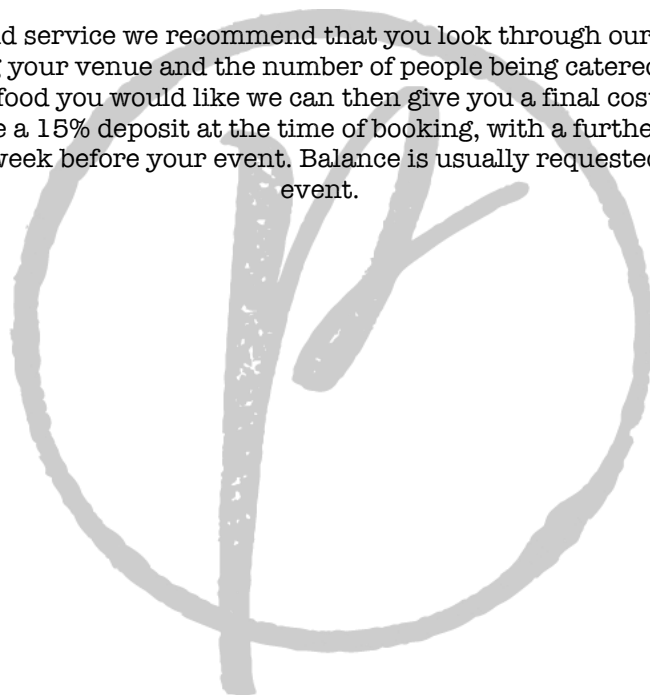 d service we recommend that you look through our
your venue and the number of people being catered
food you would like we can then give you a final cost
a 15% deposit at the time of booking, with a furthe
week before your event. Balance is usually requested
event.